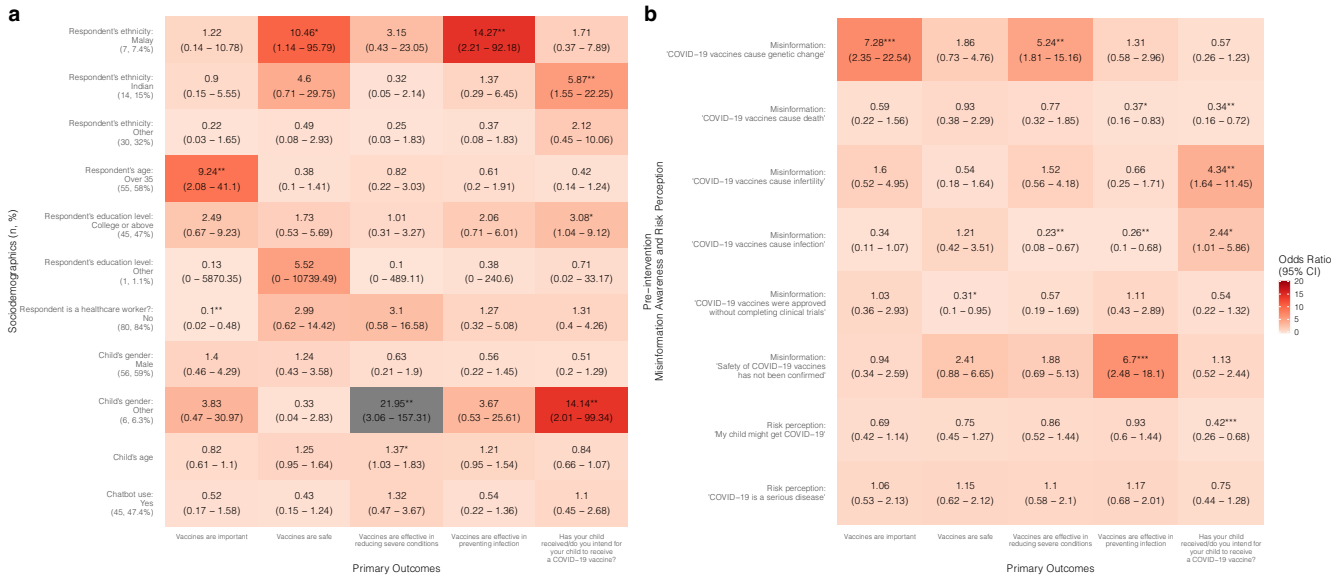 a
Sociodemographics (n, %)
Respondent's ethnicity:
Malay
(7, 7.4%)
1.22
(0.14 – 10.78)
10.46*
(1.14 – 95.79)
3.15
(0.43 – 23.05)
14.27**
(2.21 – 92.18)
1.71
(0.37 – 7.89)
Respondent's ethnicity:
Indian
(14, 15%)
0.9
(0.15 – 5.55)
4.6
(0.71 – 29.75)
0.32
(0.05 – 2.14)
1.37
(0.29 – 6.45)
5.87**
(1.55 – 22.25)
Respondent's ethnicity:
Other
(30, 32%)
0.22
(0.03 – 1.65)
0.49
(0.08 – 2.93)
0.25
(0.03 – 1.83)
0.37
(0.08 – 1.83)
2.12
(0.45 – 10.06)
Respondent's age:
Over 35
(55, 58%)
9.24**
(2.08 – 41.1)
0.38
(0.1 – 1.41)
0.82
(0.22 – 3.03)
0.61
(0.2 – 1.91)
0.42
(0.14 – 1.24)
Respondent's education level:
College or above
(45, 47%)
2.49
(0.67 – 9.23)
1.73
(0.53 – 5.69)
1.01
(0.31 – 3.27)
2.06
(0.71 – 6.01)
3.08*
(1.04 – 9.12)
Respondent's education level:
Other
(1, 1.1%)
0.13
(0 – 5870.35)
5.52
(0 – 10739.49)
0.1
(0 – 489.11)
0.38
(0 – 240.6)
0.71
(0.02 – 33.17)
Respondent is a healthcare worker?:
No
(80, 84%)
0.1**
(0.02 – 0.48)
2.99
(0.62 – 14.42)
3.1
(0.58 – 16.58)
1.27
(0.32 – 5.08)
1.31
(0.4 – 4.26)
Child's gender:
Male
(56, 59%)
1.4
(0.46 – 4.29)
1.24
(0.43 – 3.58)
0.63
(0.21 – 1.9)
0.56
(0.22 – 1.45)
0.51
(0.2 – 1.29)
Child's gender:
Other
(6, 6.3%)
3.83
(0.47 – 30.97)
0.33
(0.04 – 2.83)
21.95**
(3.06 – 157.31)
3.67
(0.53 – 25.61)
14.14**
(2.01 – 99.34)
Child's age
0.82
(0.61 – 1.1)
1.25
(0.95 – 1.64)
1.37*
(1.03 – 1.83)
1.21
(0.95 – 1.54)
0.84
(0.66 – 1.07)
Chatbot use:
Yes
(45, 47.4%)
0.52
(0.17 – 1.58)
0.43
(0.15 – 1.24)
1.32
(0.47 – 3.67)
0.54
(0.22 – 1.36)
1.1
(0.45 – 2.68)
Vaccines are important
Vaccines are safe
Vaccines are effective in
reducing severe conditions
Vaccines are effective in
preventing infection
Has your child
received/do you intend for
your child to receive
a COVID–19 vaccine?
Primary Outcomes
b
Pre–intervention
Misinformation Awareness and Risk Perception
Misinformation:
'COVID–19 vaccines cause genetic change'
7.28***
(2.35 – 22.54)
1.86
(0.73 – 4.76)
5.24**
(1.81 – 15.16)
1.31
(0.58 – 2.96)
0.57
(0.26 – 1.23)
Misinformation:
'COVID–19 vaccines cause death'
0.59
(0.22 – 1.56)
0.93
(0.38 – 2.29)
0.77
(0.32 – 1.85)
0.37*
(0.16 – 0.83)
0.34**
(0.16 – 0.72)
Misinformation:
'COVID–19 vaccines cause infertility'
1.6
(0.52 – 4.95)
0.54
(0.18 – 1.64)
1.52
(0.56 – 4.18)
0.66
(0.25 – 1.71)
4.34**
(1.64 – 11.45)
Misinformation:
'COVID–19 vaccines cause infection'
0.34
(0.11 – 1.07)
1.21
(0.42 – 3.51)
0.23**
(0.08 – 0.67)
0.26**
(0.1 – 0.68)
2.44*
(1.01 – 5.86)
Misinformation:
'COVID–19 vaccines were approved
without completing clinical trials'
1.03
(0.36 – 2.93)
0.31*
(0.1 – 0.95)
0.57
(0.19 – 1.69)
1.11
(0.43 – 2.89)
0.54
(0.22 – 1.32)
Misinformation:
'Safety of COVID–19 vaccines
has not been confirmed'
0.94
(0.34 – 2.59)
2.41
(0.88 – 6.65)
1.88
(0.69 – 5.13)
6.7***
(2.48 – 18.1)
1.13
(0.52 – 2.44)
Risk perception:
'My child might get COVID–19'
0.69
(0.42 – 1.14)
0.75
(0.45 – 1.27)
0.86
(0.52 – 1.44)
0.93
(0.6 – 1.44)
0.42***
(0.26 – 0.68)
Risk perception:
'COVID–19 is a serious disease'
1.06
(0.53 – 2.13)
1.15
(0.62 – 2.12)
1.1
(0.58 – 2.1)
1.17
(0.68 – 2.01)
0.75
(0.44 – 1.28)
Vaccines are important
Vaccines are safe
Vaccines are effective in
reducing severe conditions
Vaccines are effective in
preventing infection
Has your child
received/do you intend for
your child to receive
a COVID–19 vaccine?
Primary Outcomes
Odds Ratio
(95% CI)
20
15
10
5
0